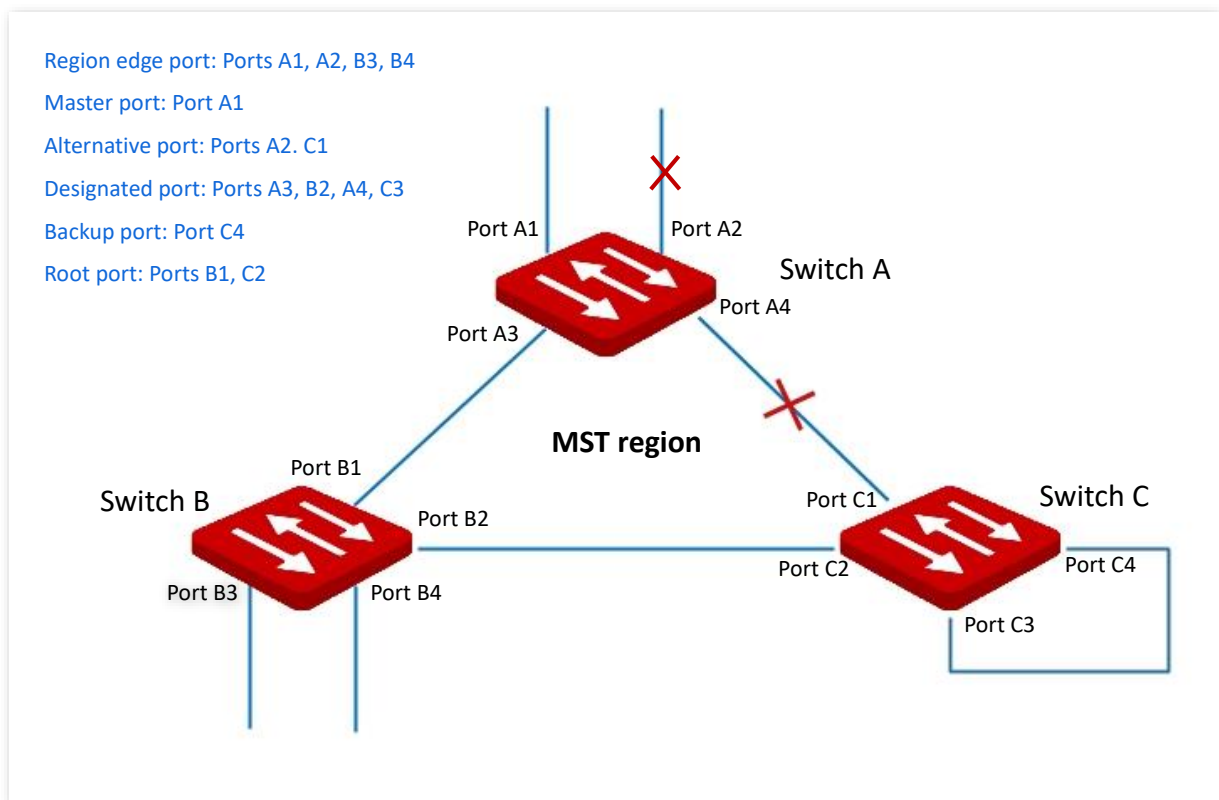 Region edge port: Ports A1, A2, B3, B4
Master port: Port A1
Alternative port: Ports A2. C1
Designated port: Ports A3, B2, A4, C3
Backup port: Port C4
Root port: Ports B1, C2
Port A1
Port A2
Switch A
Port A4
Port A3
MST region
Port B1
Switch B
Port B2
Port C1
Switch C
Port C2
Port C4
Port B3
Port B4
Port C3